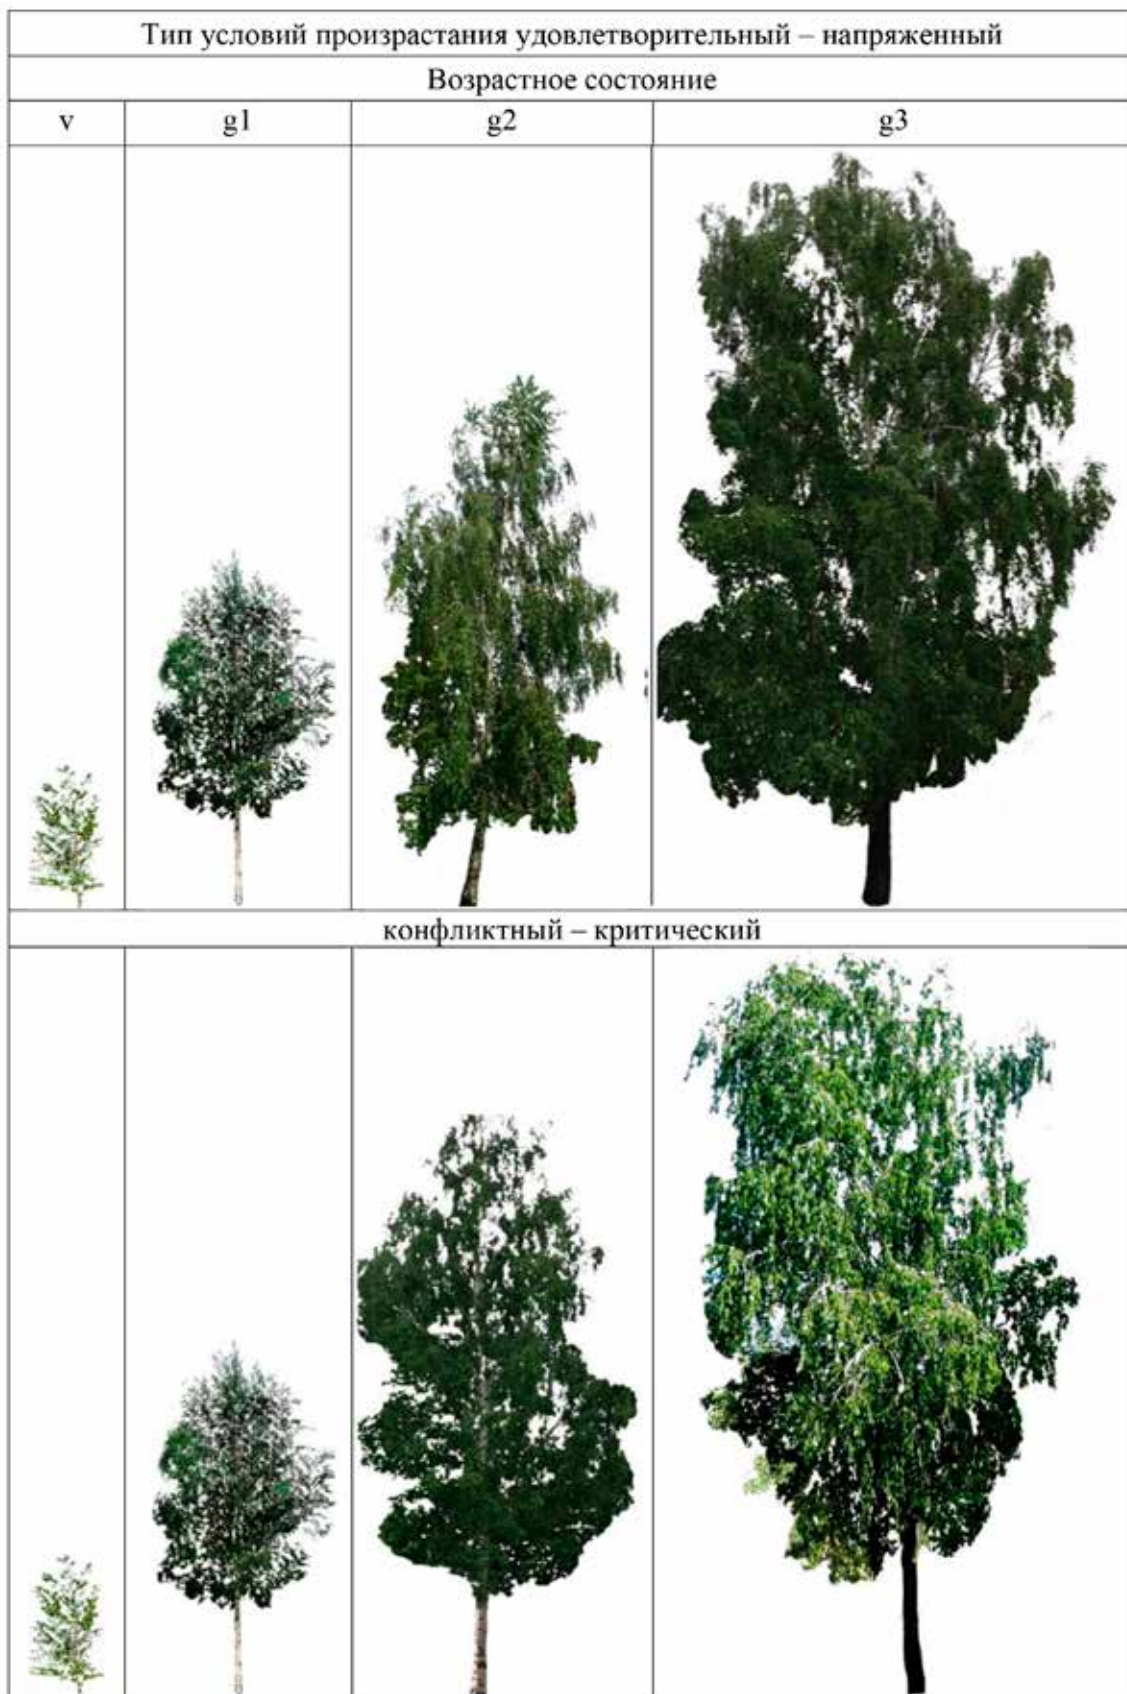 Тип условий произрастания удовлетворительный – напряженный
Возрастное состояние
v g1 g2 g3
конфликтный – критический